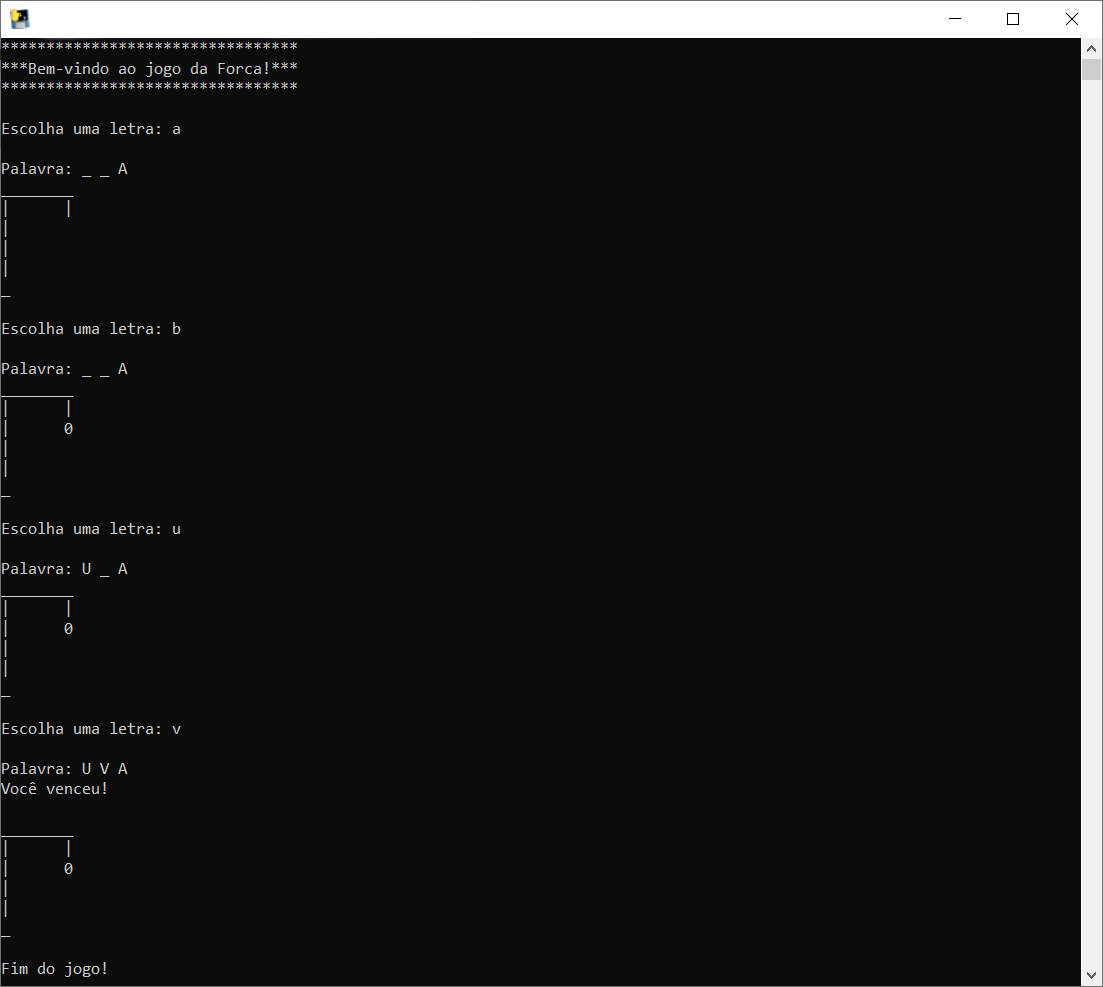 *********************************
***Bem-vindo ao jogo da Forca!***
*********************************

Escolha uma letra: a

Palavra: _ _ A
________
|      |
|
|
|
_

Escolha uma letra: b

Palavra: _ _ A
________
|      |
|      0
|
|
_

Escolha uma letra: u

Palavra: U _ A
________
|      |
|      0
|
|
_

Escolha uma letra: v

Palavra: U V A
Você venceu!

________
|      |
|      0
|
|
_

Fim do jogo!